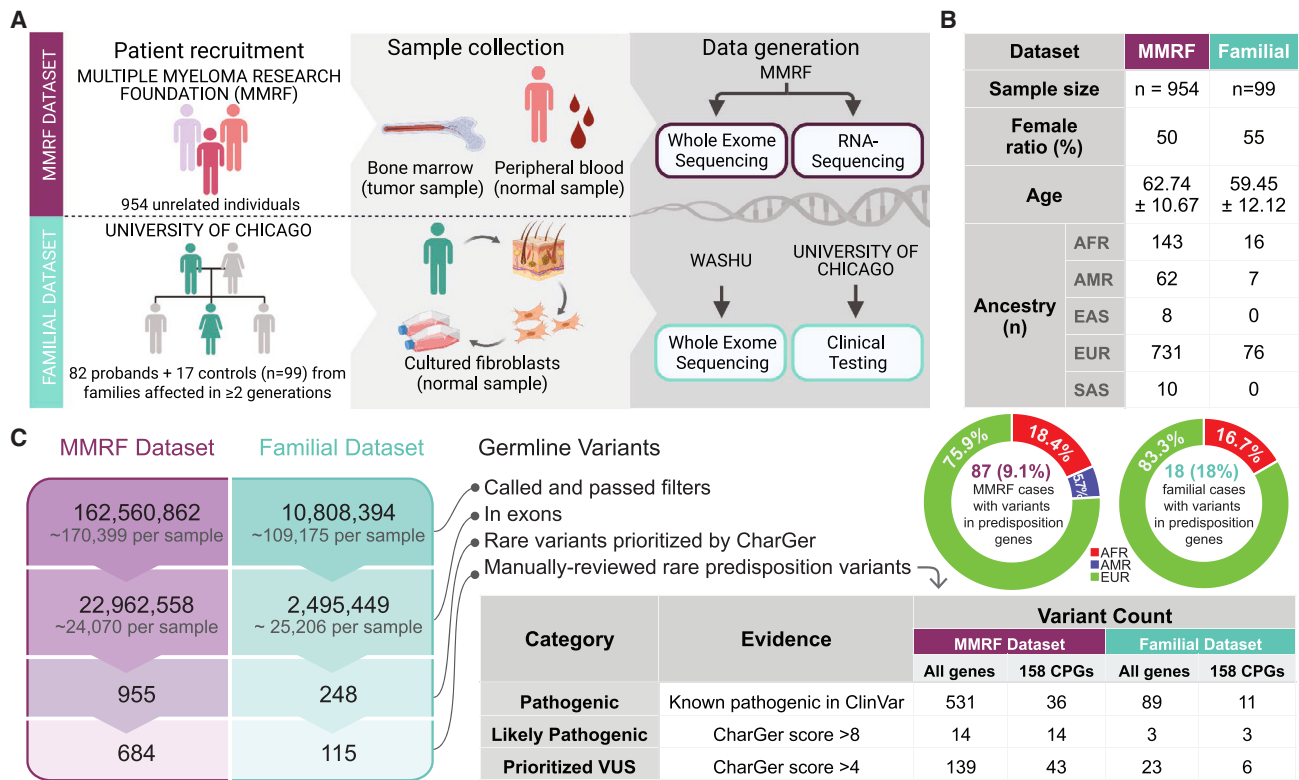 A
MMRF DATASET
FAMILIAL DATASET
Patient recruitment
MULTIPLE MYELOMA RESEARCH
FOUNDATION (MMRF)
954 unrelated individuals
UNIVERSITY OF CHICAGO
82 probands + 17 controls (n=99) from
families affected in ≥2 generations
Sample collection
Bone marrow
(tumor sample)
Peripheral blood
(normal sample)
Cultured fibroblasts
(normal sample)
Data generation
MMRF
Whole Exome
Sequencing
RNA-
Sequencing
WASHU
UNIVERSITY OF
CHICAGO
Whole Exome
Sequencing
Clinical
Testing
B
Dataset MMRF Familial
Sample size n = 954 n=99
Female
ratio (%) 50 55
Age 62.74 59.45
± 10.67 ± 12.12
Ancestry
(n)
AFR 143 16
AMR 62 7
EAS 8 0
EUR 731 76
SAS 10 0
75.9%
18.4%
5.7%
87 (9.1%)
MMRF cases
with variants
in predisposition
genes
83.3%
16.7%
18 (18%)
familial cases
with variants
in predisposition
genes
AFR
AMR
EUR
C
MMRF Dataset Familial Dataset Germline Variants
162,560,862 10,808,394
~170,399 per sample ~109,175 per sample
22,962,558 2,495,449
~24,070 per sample ~ 25,206 per sample
955 248
684 115
Called and passed filters
In exons
Rare variants prioritized by CharGer
Manually-reviewed rare predisposition variants
Category Evidence Variant Count
MMRF Dataset Familial Dataset
All genes 158 CPGs All genes 158 CPGs
Pathogenic Known pathogenic in ClinVar 531 36 89 11
Likely Pathogenic CharGer score >8 14 14 3 3
Prioritized VUS CharGer score >4 139 43 23 6